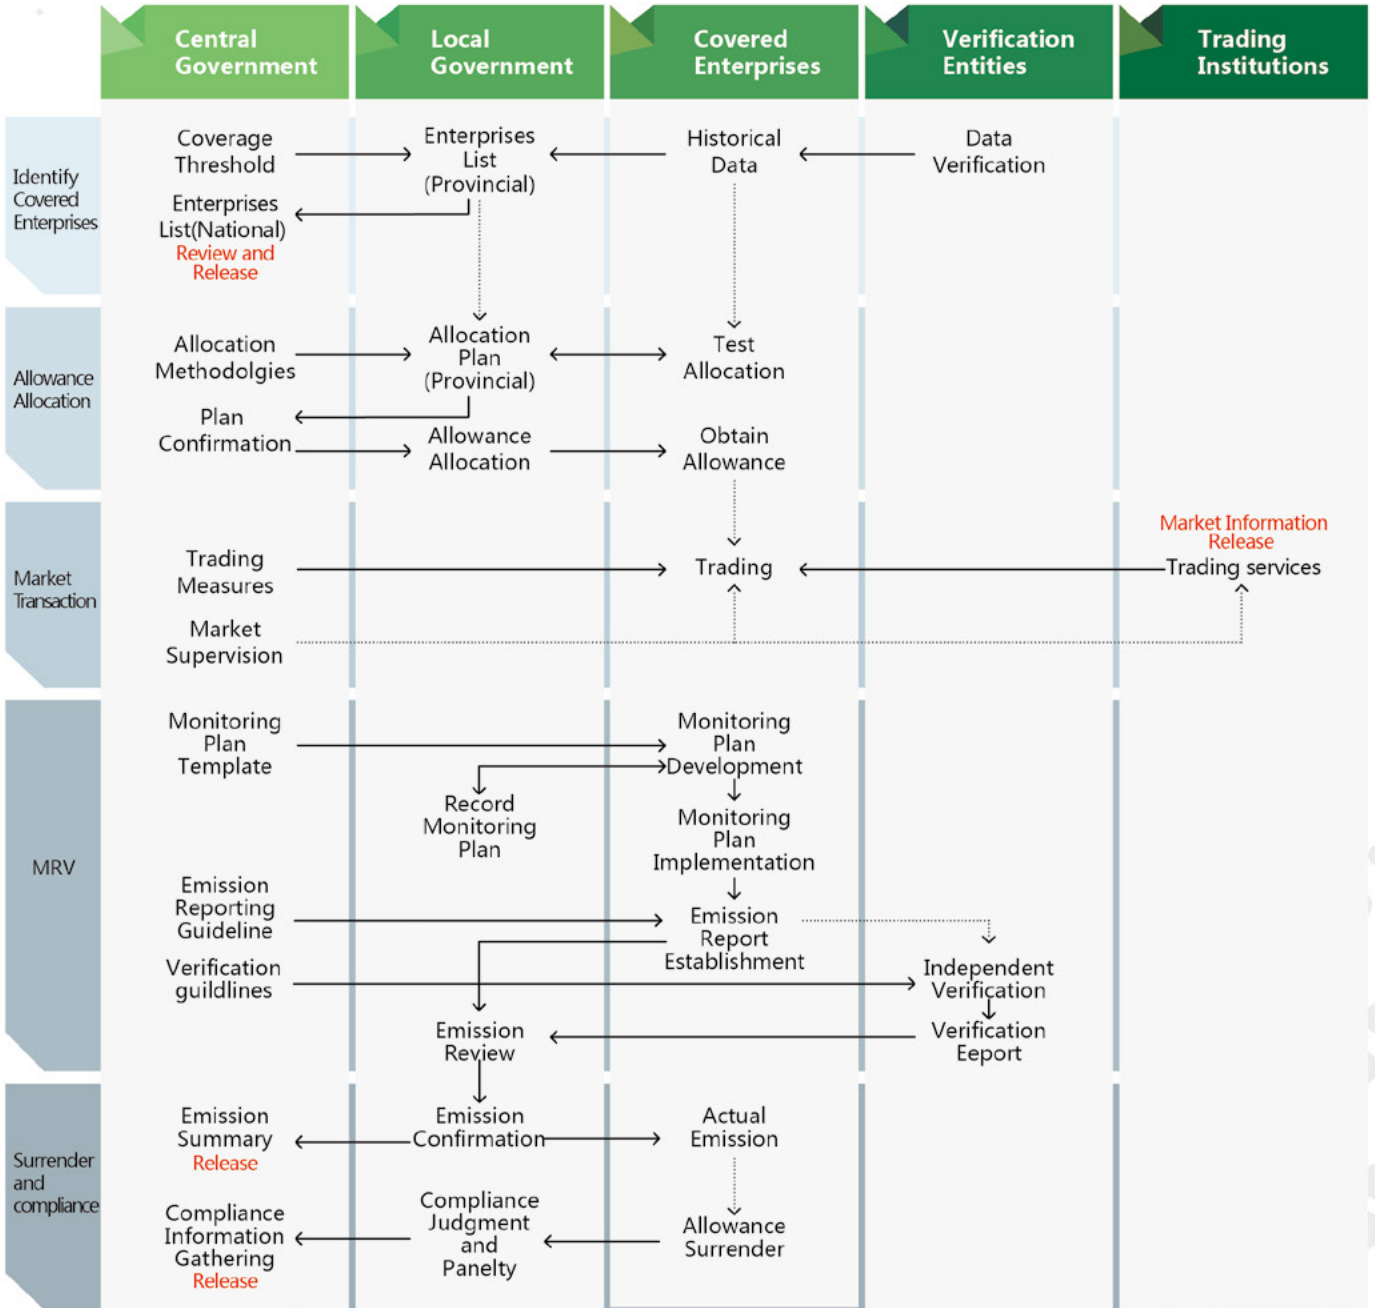 Central
Government
Local
Government
Covered
Enterprises
Verification
Entities
Trading
Institutions
Identify
Covered
Enterprises
Coverage
Threshold
Enterprises
List
(Provincial)
Historical
Data
Data
Verification
Enterprises
List(National)
Review and
Release
Allowance
Allocation
Allocation
Methodolgies
Allocation
Plan
(Provincial)
Test
Allocation
Plan
Confirmation
Allowance
Allocation
Obtain
Allowance
Market
Transaction
Trading
Measures
Trading
Market Information
Release
Trading services
Market
Supervision
MRV
Monitoring
Plan
Template
Monitoring
Plan
Development
Record
Monitoring
Plan
Monitoring
Plan
Implementation
Emission
Reporting
Guideline
Emission
Report
Establishment
Verification
guildlines
Independent
Verification
Emission
Review
Verification
Eeport
Surrender
and
compliance
Emission
Summary
Release
Emission
Confirmation
Actual
Emission
Compliance
Information
Gathering
Release
Compliance
Judgment
and
Panelty
Allowance
Surrender